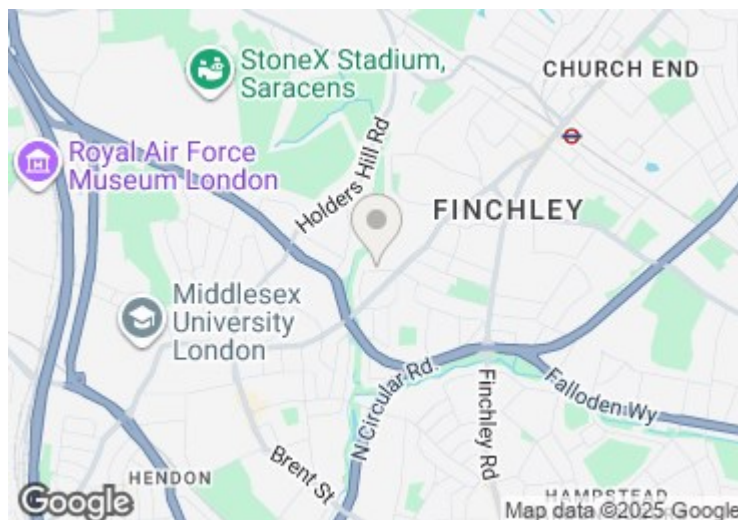 StoneX Stadium,
Saracens
CHURCH END
Royal Air Force
Museum London
Holders Hill Rd
FINCHLEY
Middlesex
University
London
N Circular Rd.
Finchley Rd
Falloden Wy
Brent St
HENDON
HAMPSTEAD
Google
Map data ©2025 Google